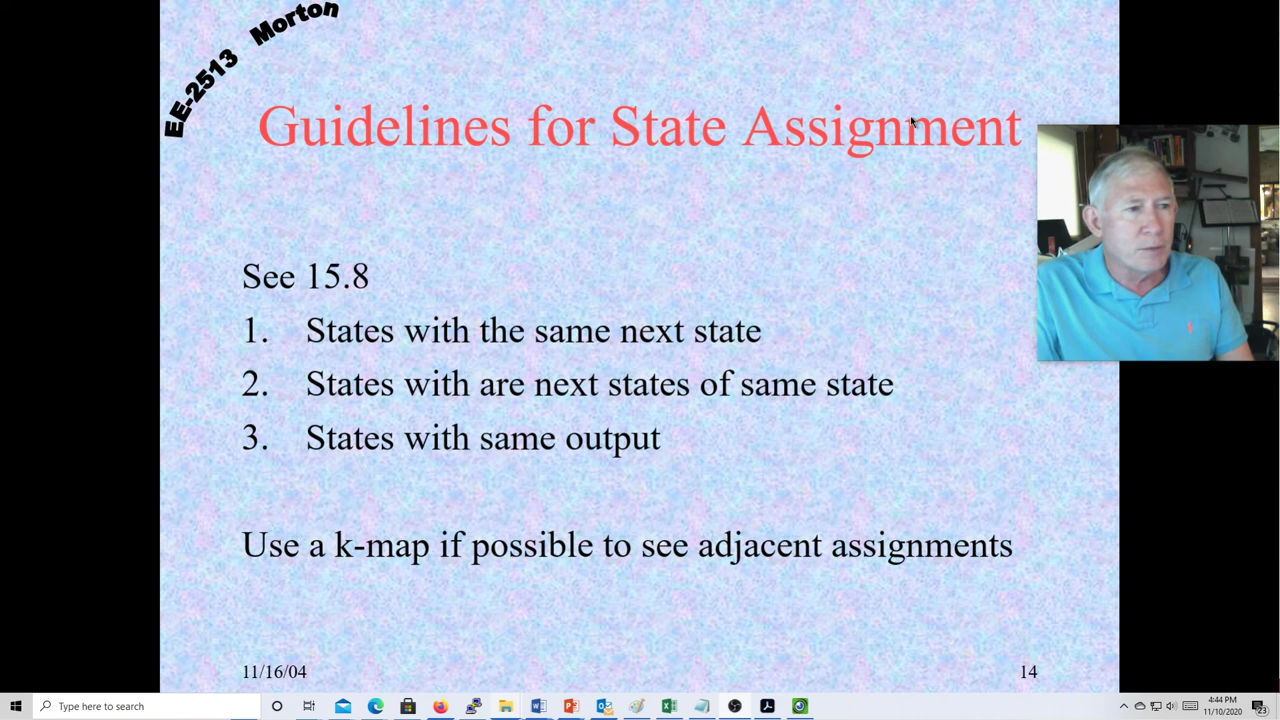 EE-2513 Morton
Guidelines for State Assignment
See 15.8
1. States with the same next state
2. States with are next states of same state
3. States with same output
Use a k-map if possible to see adjacent assignments
11/16/04
14
Type here to search
4:44 PM
11/10/2020
23